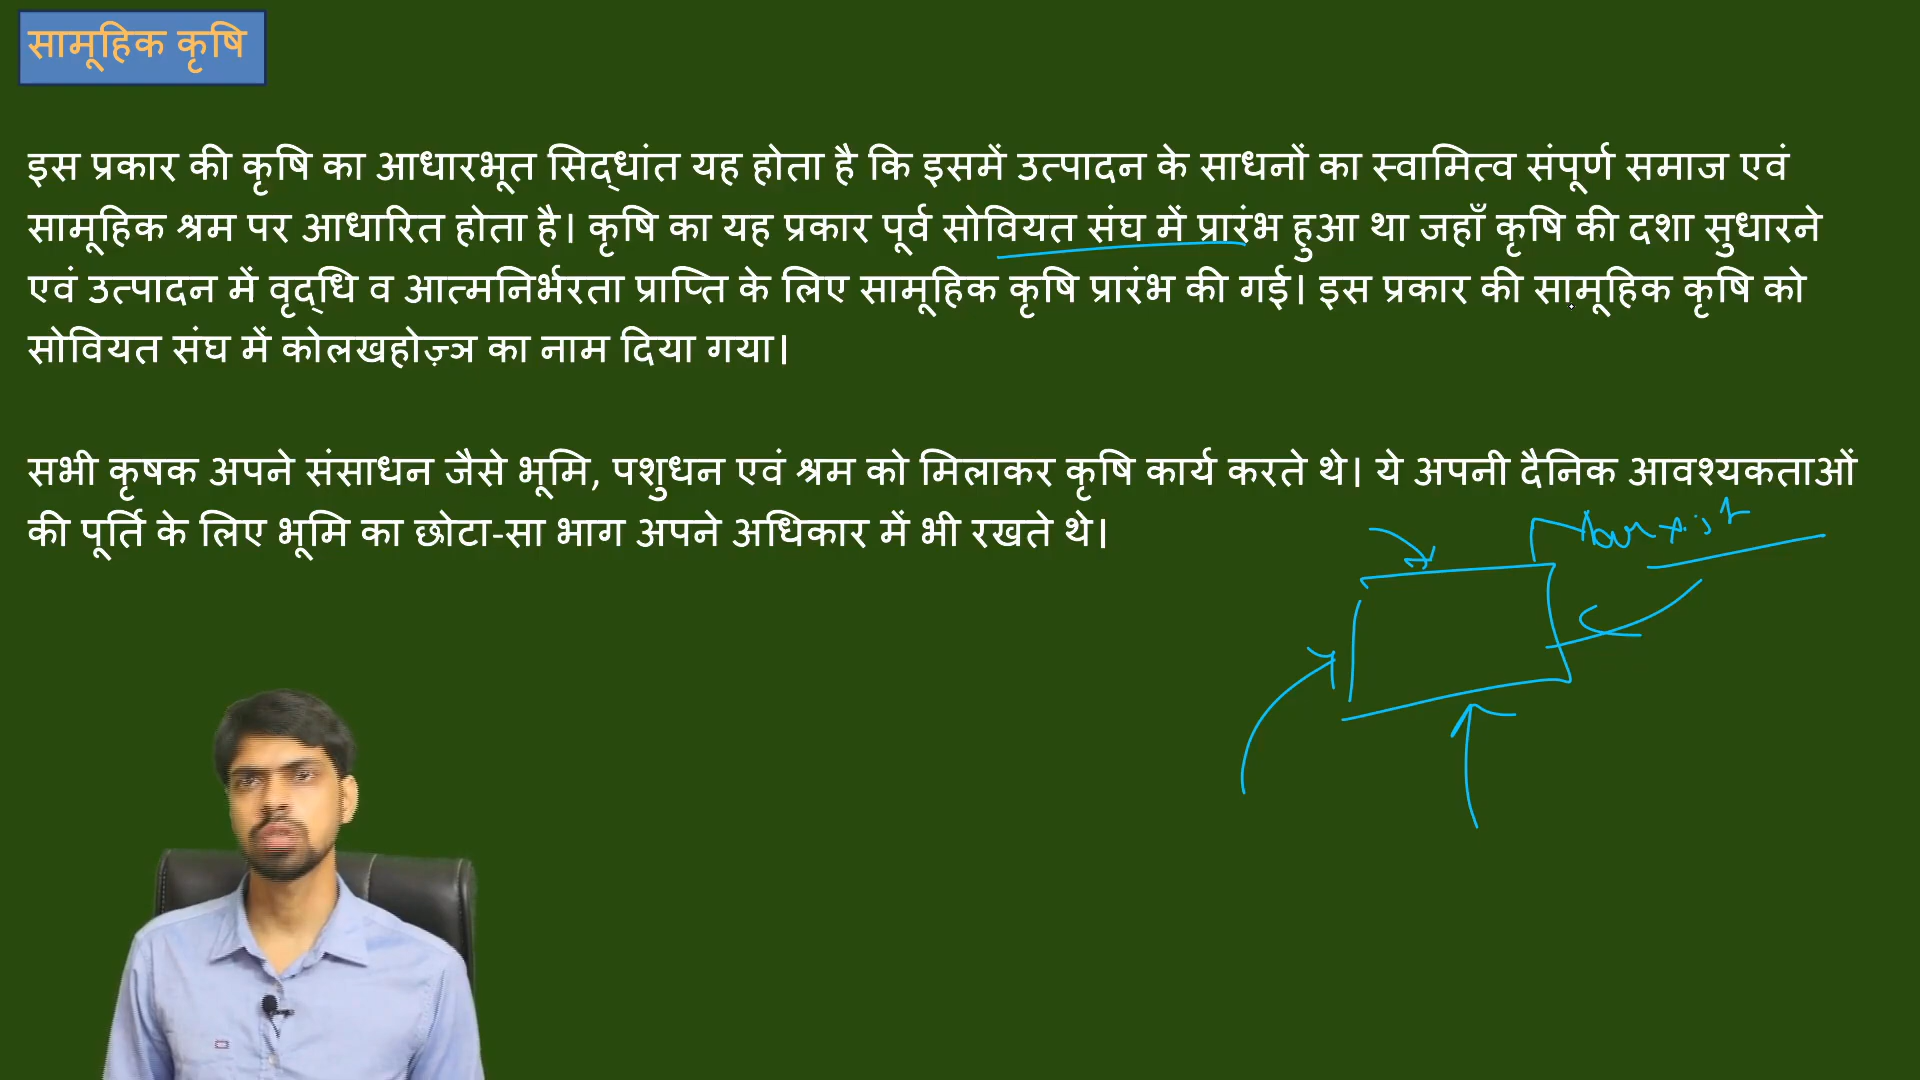 सामूहिक कृषि
इस प्रकार की कृषि का आधारभूत सिद्धांत यह होता है कि इसमें उत्पादन के साधनों का स्वामित्व संपूर्ण समाज एवं
सामूहिक श्रम पर आधारित होता है। कृषि का यह प्रकार पूर्व सोवियत संघ में प्रारंभ हुआ था जहाँ कृषि की दशा सुधारने
एवं उत्पादन में वृद्धि व आत्मनिर्भरता प्राप्ति के लिए सामूहिक कृषि प्रारंभ की गई। इस प्रकार की सामूहिक कृषि को
सोवियत संघ में कोलखहोज़्ञ का नाम दिया गया।
सभी कृषक अपने संसाधन जैसे भूमि, पशुधन एवं श्रम को मिलाकर कृषि कार्य करते थे। ये अपनी दैनिक आवश्यकताओं
की पूर्ति के लिए भूमि का छोटा-सा भाग अपने अधिकार में भी रखते थे।